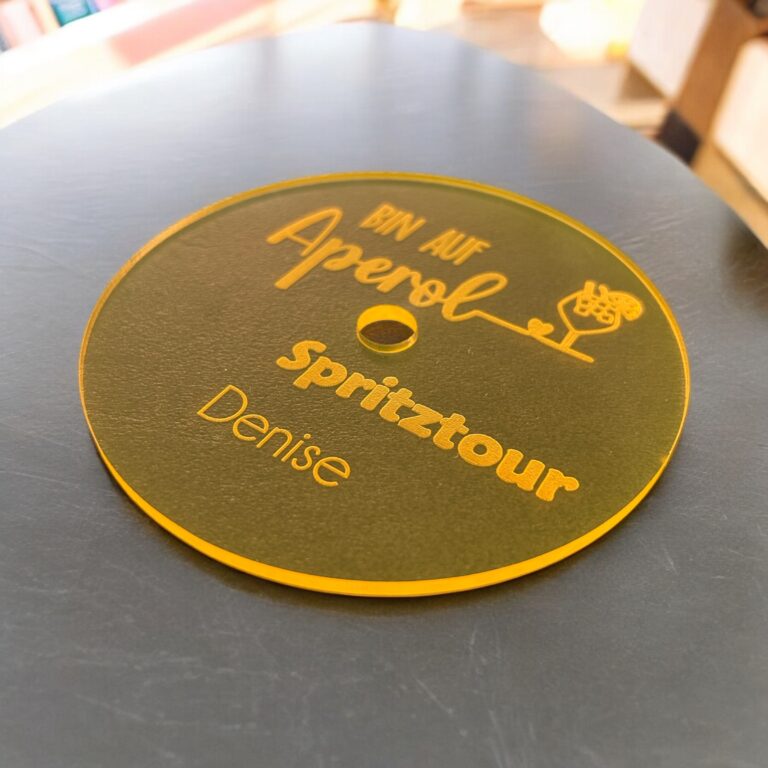 BIN AUF
Aperol
Spritztour
Denise